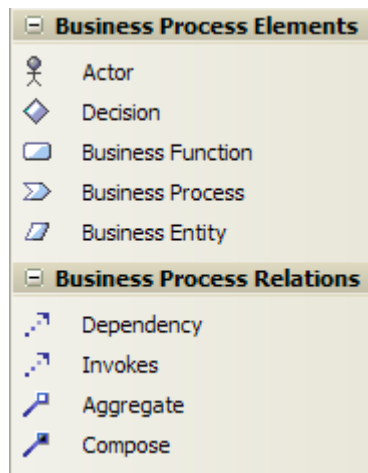 Business Process Elements
Actor
Decision
Business Function
Business Process
Business Entity
Business Process Relations
Dependency
Invokes
Aggregate
Compose